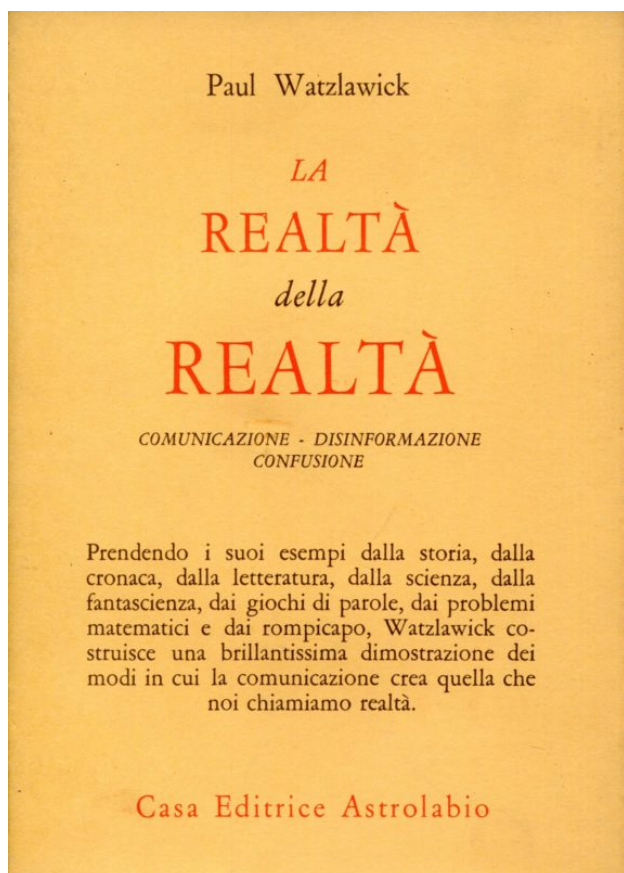 Paul Watzlawick
LA
REALTÀ
della
REALTÀ
COMUNICAZIONE - DISINFORMAZIONE
CONFUSIONE
Prendendo i suoi esempi dalla storia, dalla
cronaca, dalla letteratura, dalla scienza, dalla
fantascienza, dai giochi di parole, dai problemi
matematici e dai rompicapo, Watzlawick co-
struisce una brillantissima dimostrazione dei
modi in cui la comunicazione crea quella che
noi chiamiamo realtà.
Casa Editrice Astrolabio